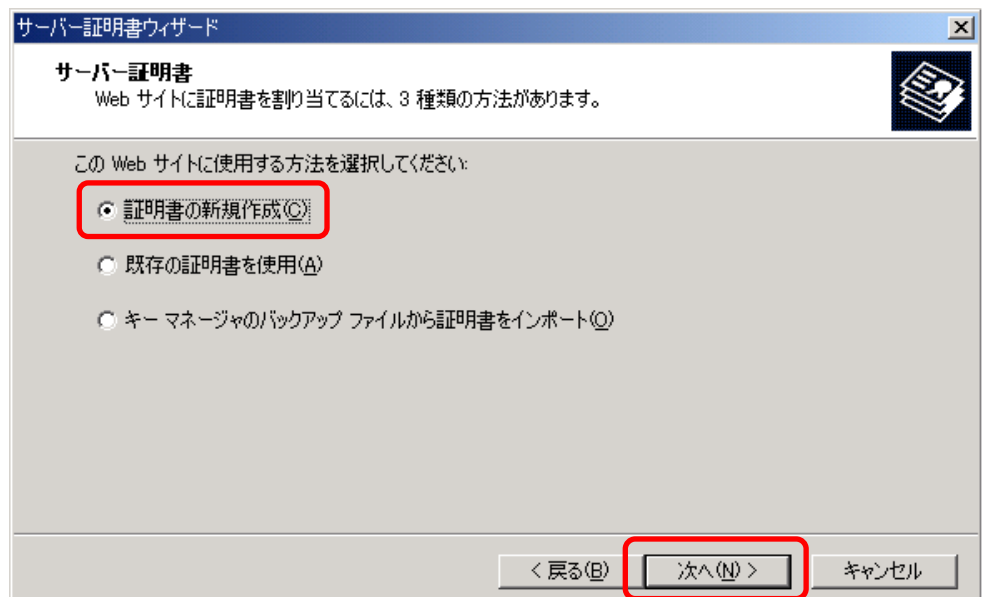 サーバー証明書ウィザード
サーバー証明書
Web サイトに証明書を割り当てるには、3 種類の方法があります。
この Web サイトに使用する方法を選択してください:
証明書の新規作成(C)
既存の証明書を使用(A)
キー マネージャのバックアップ ファイルから証明書をインポート(O)
< 戻る(B) 次へ(N) > キャンセル